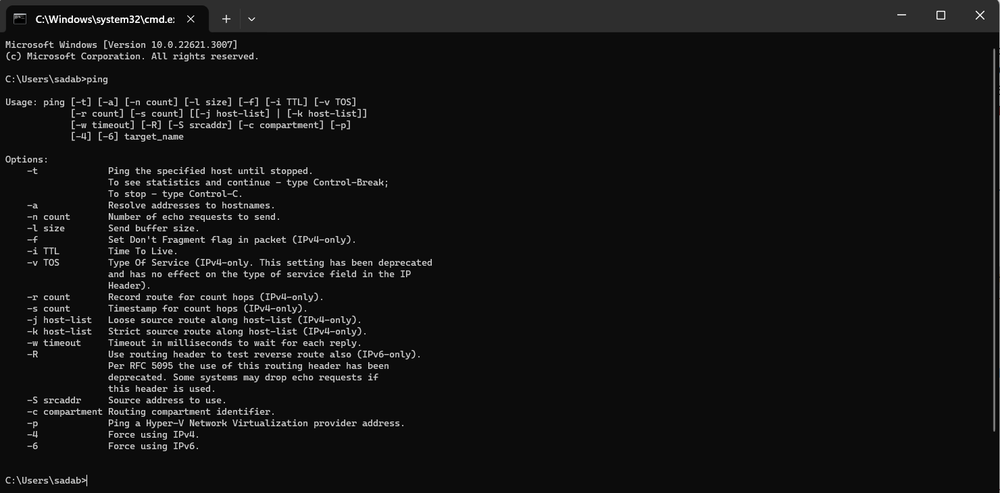 C:\Windows\system32\cmd.e
Microsoft Windows [Version 10.0.22621.3007]
(c) Microsoft Corporation. All rights reserved.
C:\Users\sadab>ping
Usage: ping [-t] [-a] [-n count] [-l size] [-f] [-i TTL] [-v TOS]
            [-r count] [-s count] [[-j host-list] | [-k host-list]]
            [-w timeout] [-R] [-S srcaddr] [-c compartment] [-p]
            [-4] [-6] target_name
Options:
    -t             Ping the specified host until stopped.
                   To see statistics and continue - type Control-Break;
                   To stop - type Control-C.
    -a             Resolve addresses to hostnames.
    -n count       Number of echo requests to send.
    -l size        Send buffer size.
    -f             Set Don't Fragment flag in packet (IPv4-only).
    -i TTL         Time To Live.
    -v TOS         Type Of Service (IPv4-only. This setting has been deprecated
                   and has no effect on the type of service field in the IP
                   Header).
    -r count       Record route for count hops (IPv4-only).
    -s count       Timestamp for count hops (IPv4-only).
    -j host-list   Loose source route along host-list (IPv4-only).
    -k host-list   Strict source route along host-list (IPv4-only).
    -w timeout     Timeout in milliseconds to wait for each reply.
    -R             Use routing header to test reverse route also (IPv6-only).
                   Per RFC 5095 the use of this routing header has been
                   deprecated. Some systems may drop echo requests if
                   this header is used.
    -S srcaddr     Source address to use.
    -c compartment Routing compartment identifier.
    -p             Ping a Hyper-V Network Virtualization provider address.
    -4             Force using IPv4.
    -6             Force using IPv6.
C:\Users\sadab>